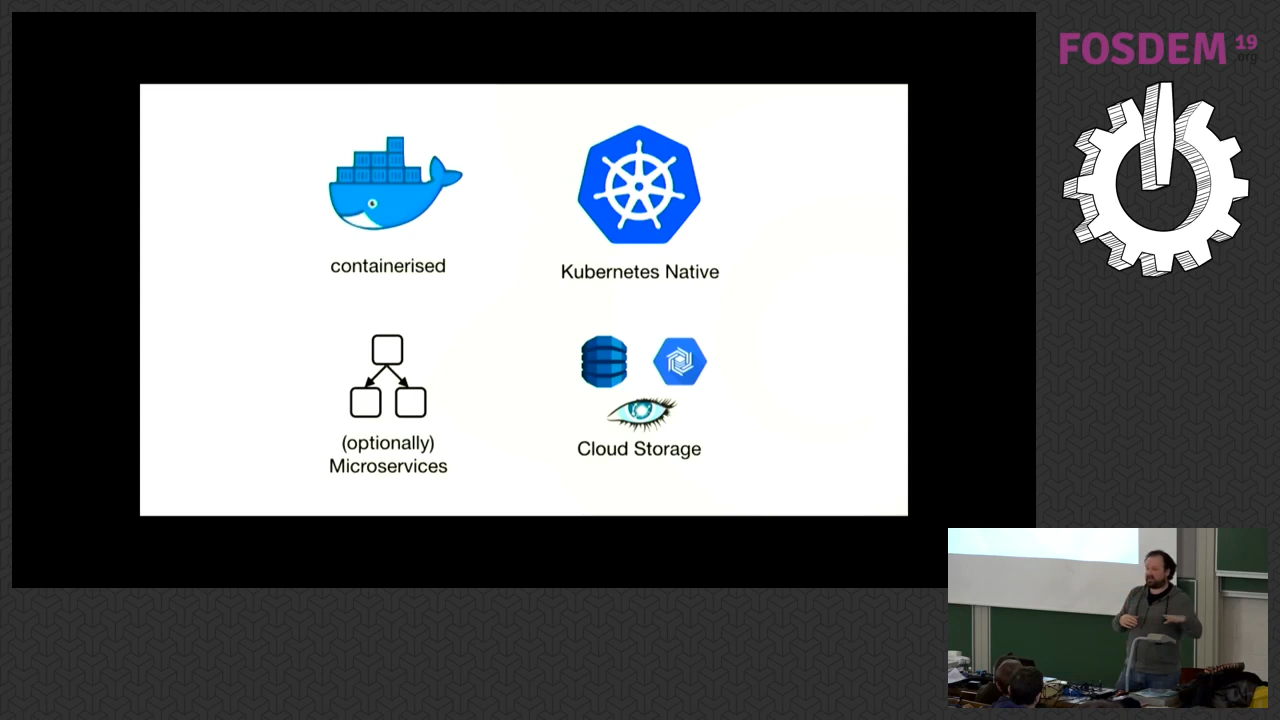 FOSDEM 19
.org
containerised
Kubernetes Native
(optionally)
Microservices
Cloud Storage